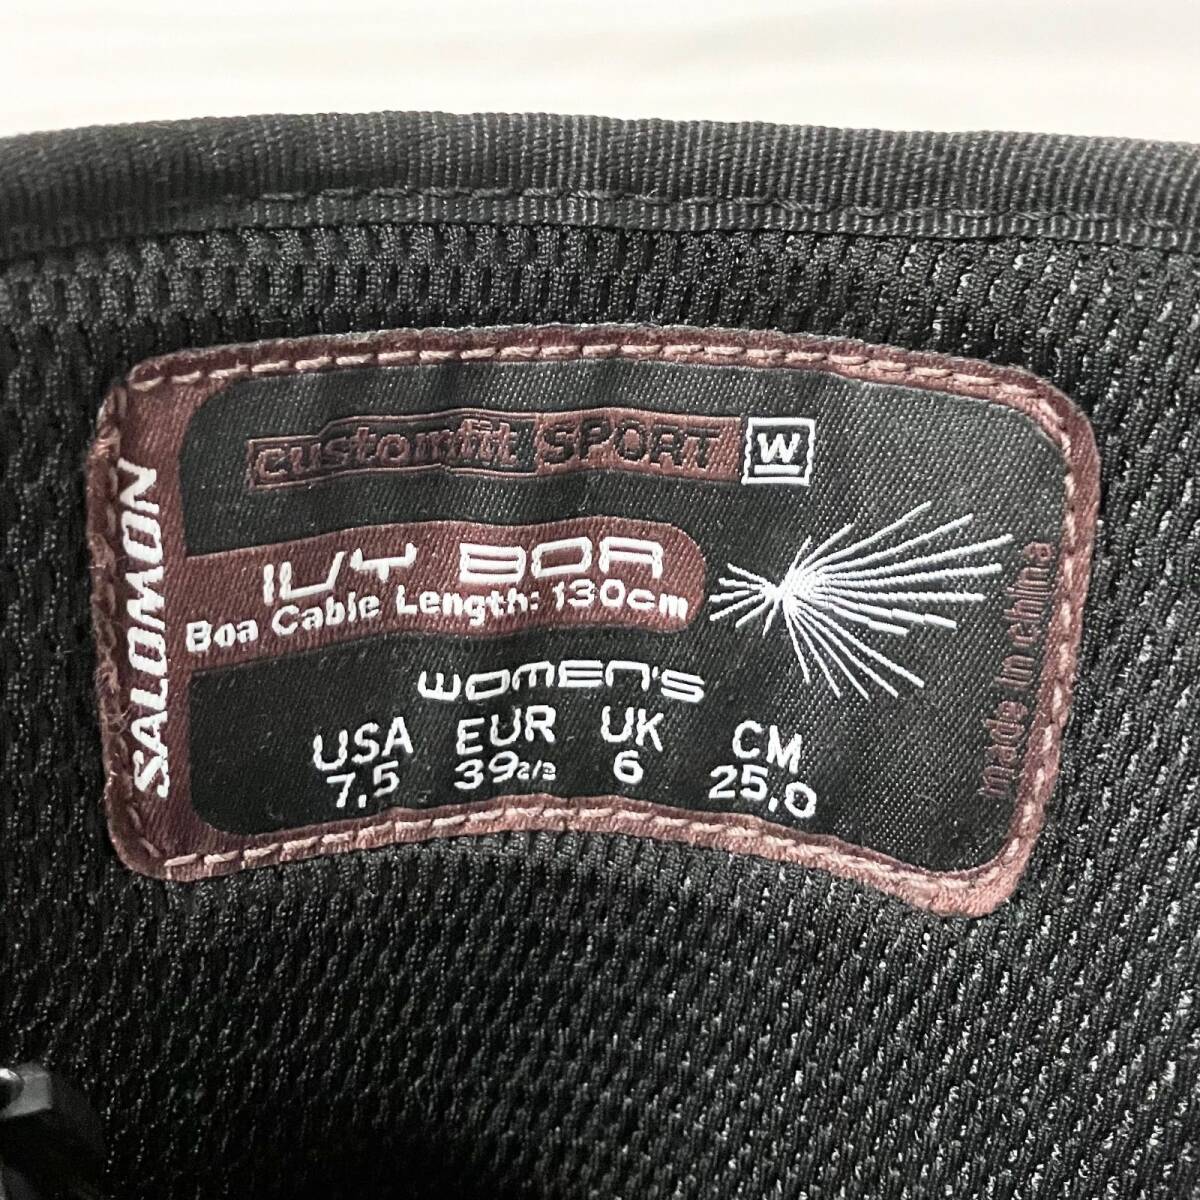 customfit SPORT W
SALOMON
IVY BOA
Boa Cable Length: 130cm
WOMEN'S
USA EUR UK CM
7,5 39 2/3 6 25,0
made in china